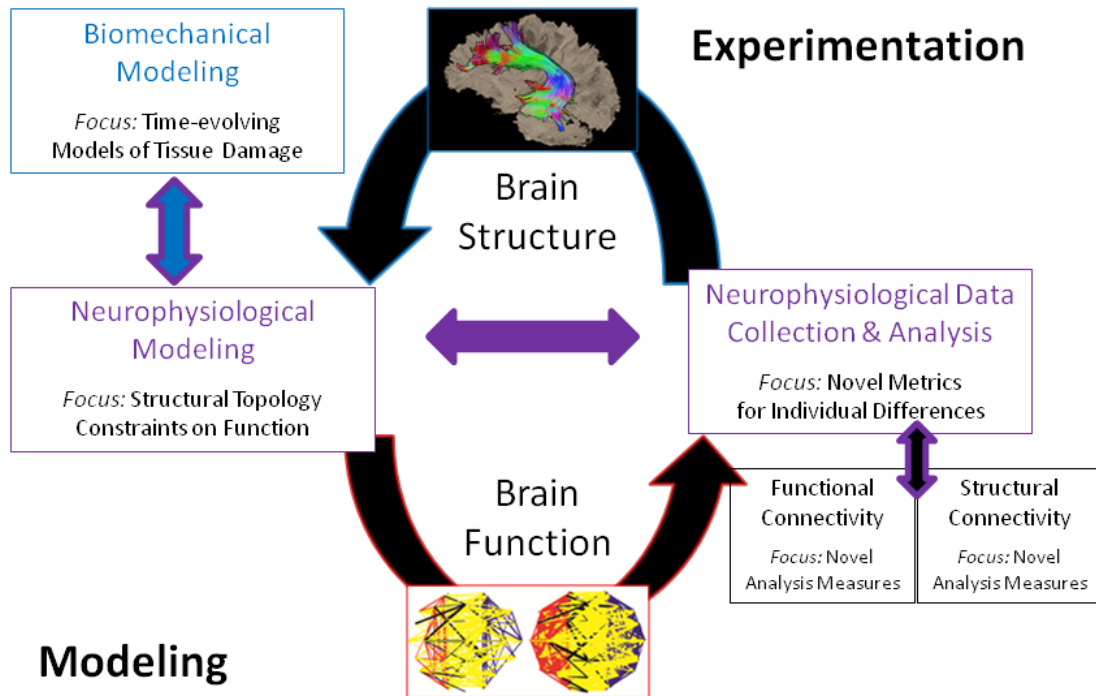 Biomechanical
Modeling
Focus: Time-evolving
Models of Tissue Damage
Experimentation
Brain
Structure
Neurophysiological
Modeling
Focus: Structural Topology
Constraints on Function
Neurophysiological Data
Collection & Analysis
Focus: Novel Metrics
for Individual Differences
Brain
Function
Functional
Connectivity
Focus: Novel
Analysis Measures
Structural
Connectivity
Focus: Novel
Analysis Measures
Modeling